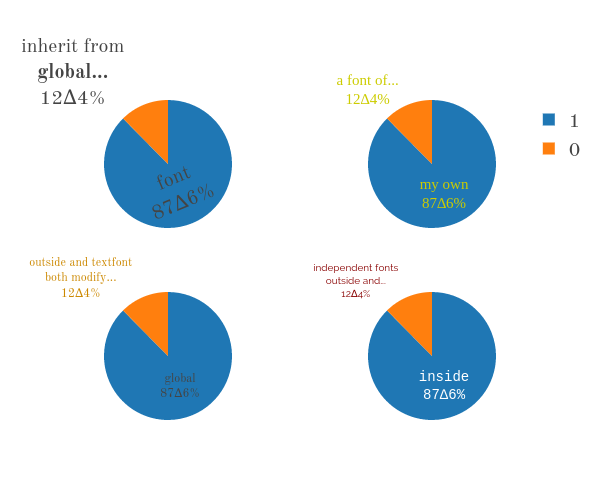 inherit from
global...
12Δ4%
font
87Δ6%
a font of...
12Δ4%
my own
87Δ6%
1
0
outside and textfont
both modify...
12Δ4%
global
87Δ6%
independent fonts
outside and...
12Δ4%
inside
87Δ6%